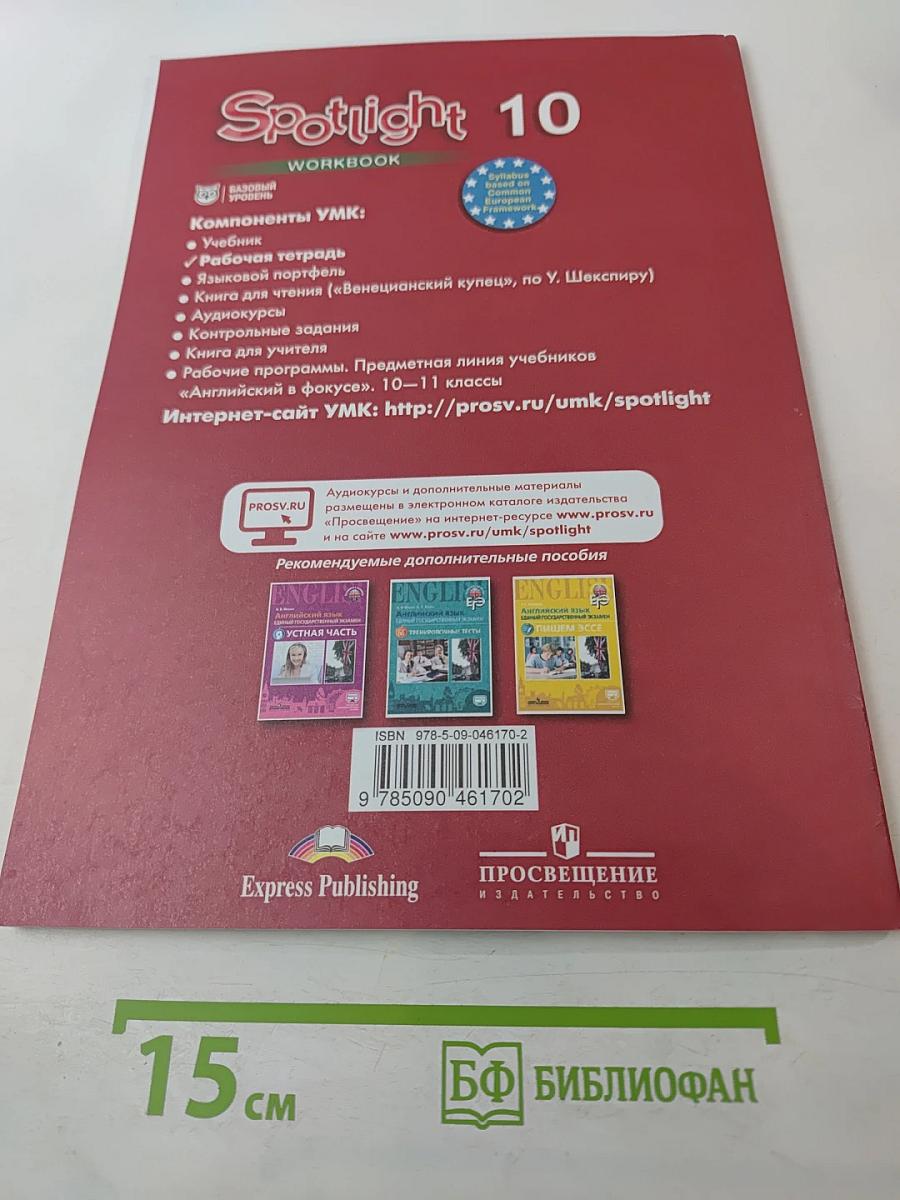 Spotlight 10
WORKBOOK
БАЗОВЫЙ
УРОВЕНЬ
Syllabus
based on
Common
European
Framework
Компоненты УМК:
● Учебник
✓ Рабочая тетрадь
● Языковой портфель
● Книга для чтения («Венецианский купец», по У. Шекспиру)
● Аудиокурсы
● Контрольные задания
● Книга для учителя
● Рабочие программы. Предметная линия учебников
«Английский в фокусе». 10—11 классы
Интернет-сайт УМК: http://prosv.ru/umk/spotlight
PROSV.RU
Аудиокурсы и дополнительные материалы
размещены в электронном каталоге издательства
«Просвещение» на интернет-ресурсе www.prosv.ru
и на сайте www.prosv.ru/umk/spotlight
Рекомендуемые дополнительные пособия
ENGLISH
АНГЛИЙСКИЙ ЯЗЫК
ЕДИНЫЙ ГОСУДАРСТВЕННЫЙ ЭКЗАМЕН
УСТНАЯ ЧАСТЬ
ENGLISH
АНГЛИЙСКИЙ ЯЗЫК
ЕДИНЫЙ ГОСУДАРСТВЕННЫЙ ЭКЗАМЕН
ТРЕНИРОВОЧНЫЕ ТЕСТЫ
ENGLISH
АНГЛИЙСКИЙ ЯЗЫК
ЕДИНЫЙ ГОСУДАРСТВЕННЫЙ ЭКЗАМЕН
ПИШЕМ ЭССЕ
ISBN 978-5-09-046170-2
9 785090 461702
Express Publishing
ПРОСВЕЩЕНИЕ
ИЗДАТЕЛЬСТВО
15 см
БФ БИБЛИОФАН